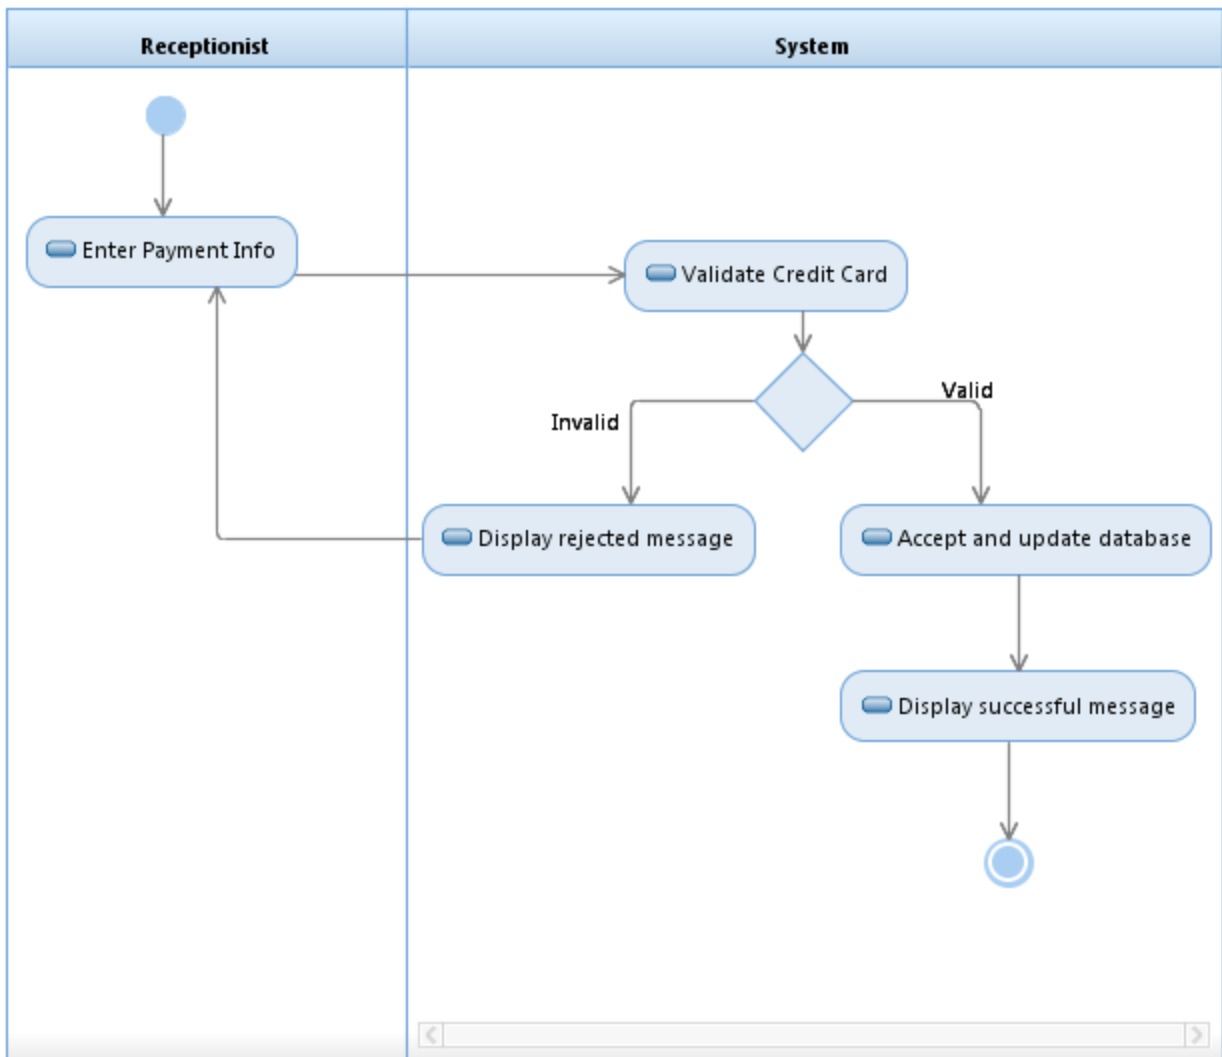 Receptionist
System
Enter Payment Info
Validate Credit Card
Valid
Invalid
Display rejected message
Accept and update database
Display successful message